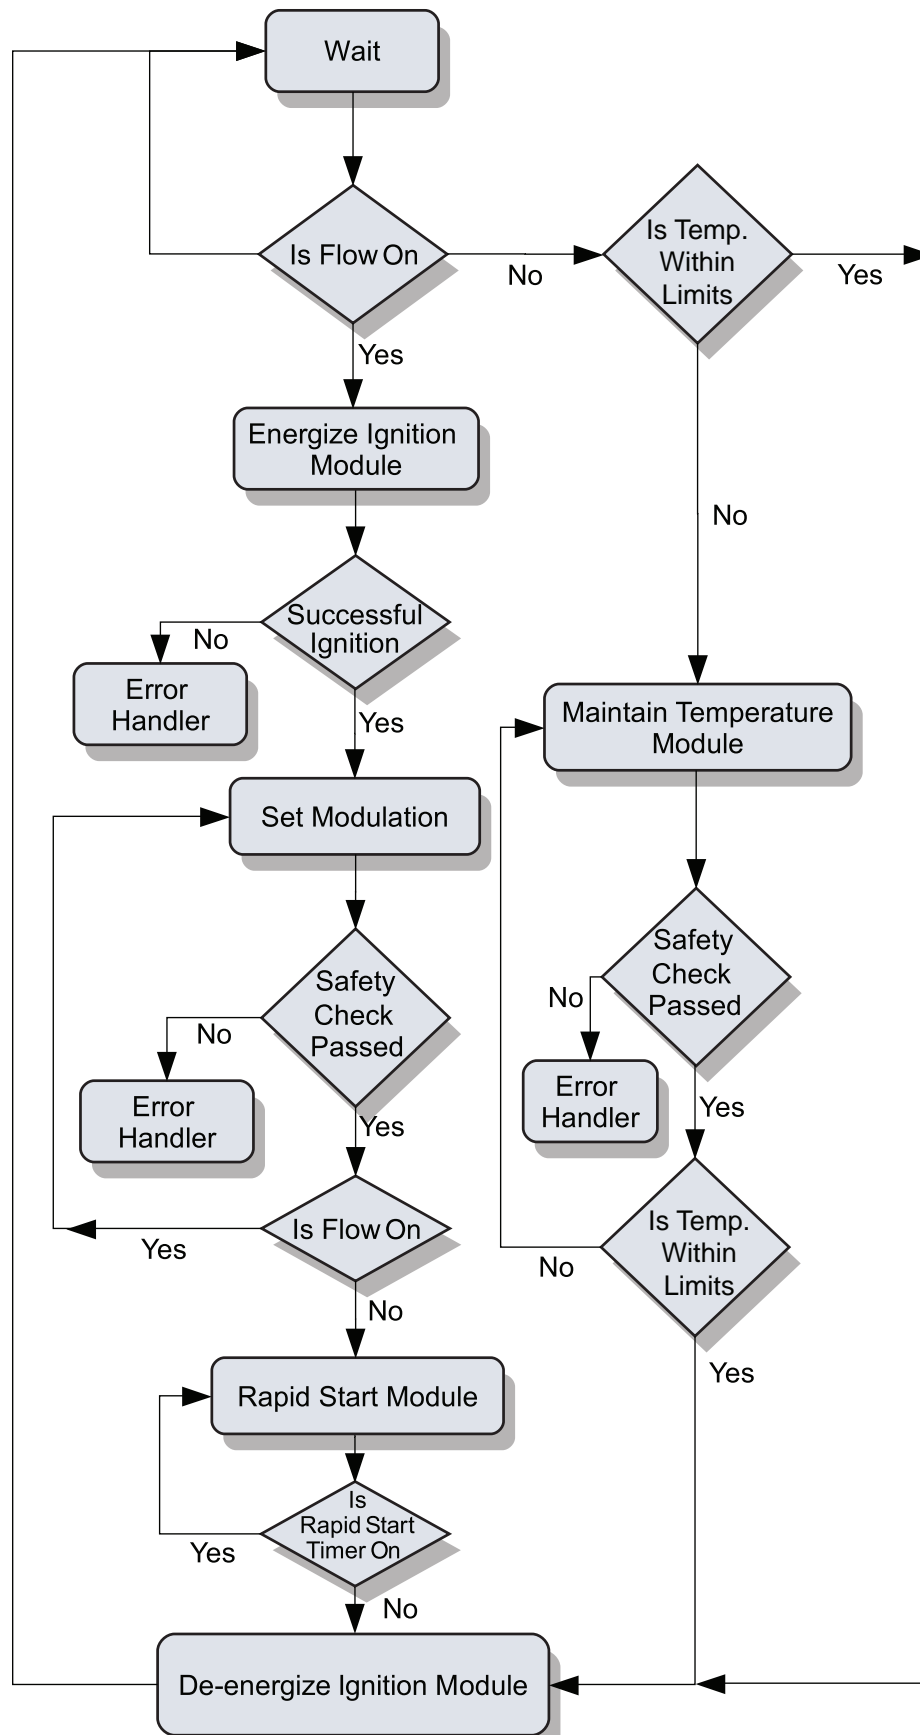 Wait
Is Flow On
No
Is Temp.
Within
Limits
Yes
Yes
Energize Ignition
Module
No
Successful
Ignition
No
Error
Handler
Yes
Maintain Temperature
Module
Set Modulation
Safety
Check
Passed
No
Error
Handler
Yes
Safety
Check
Passed
No
Error
Handler
Yes
Is Flow On
Yes
No
Is Temp.
Within
Limits
No
Yes
Rapid Start Module
Is
Rapid Start
Timer On
Yes
No
De-energize Ignition Module